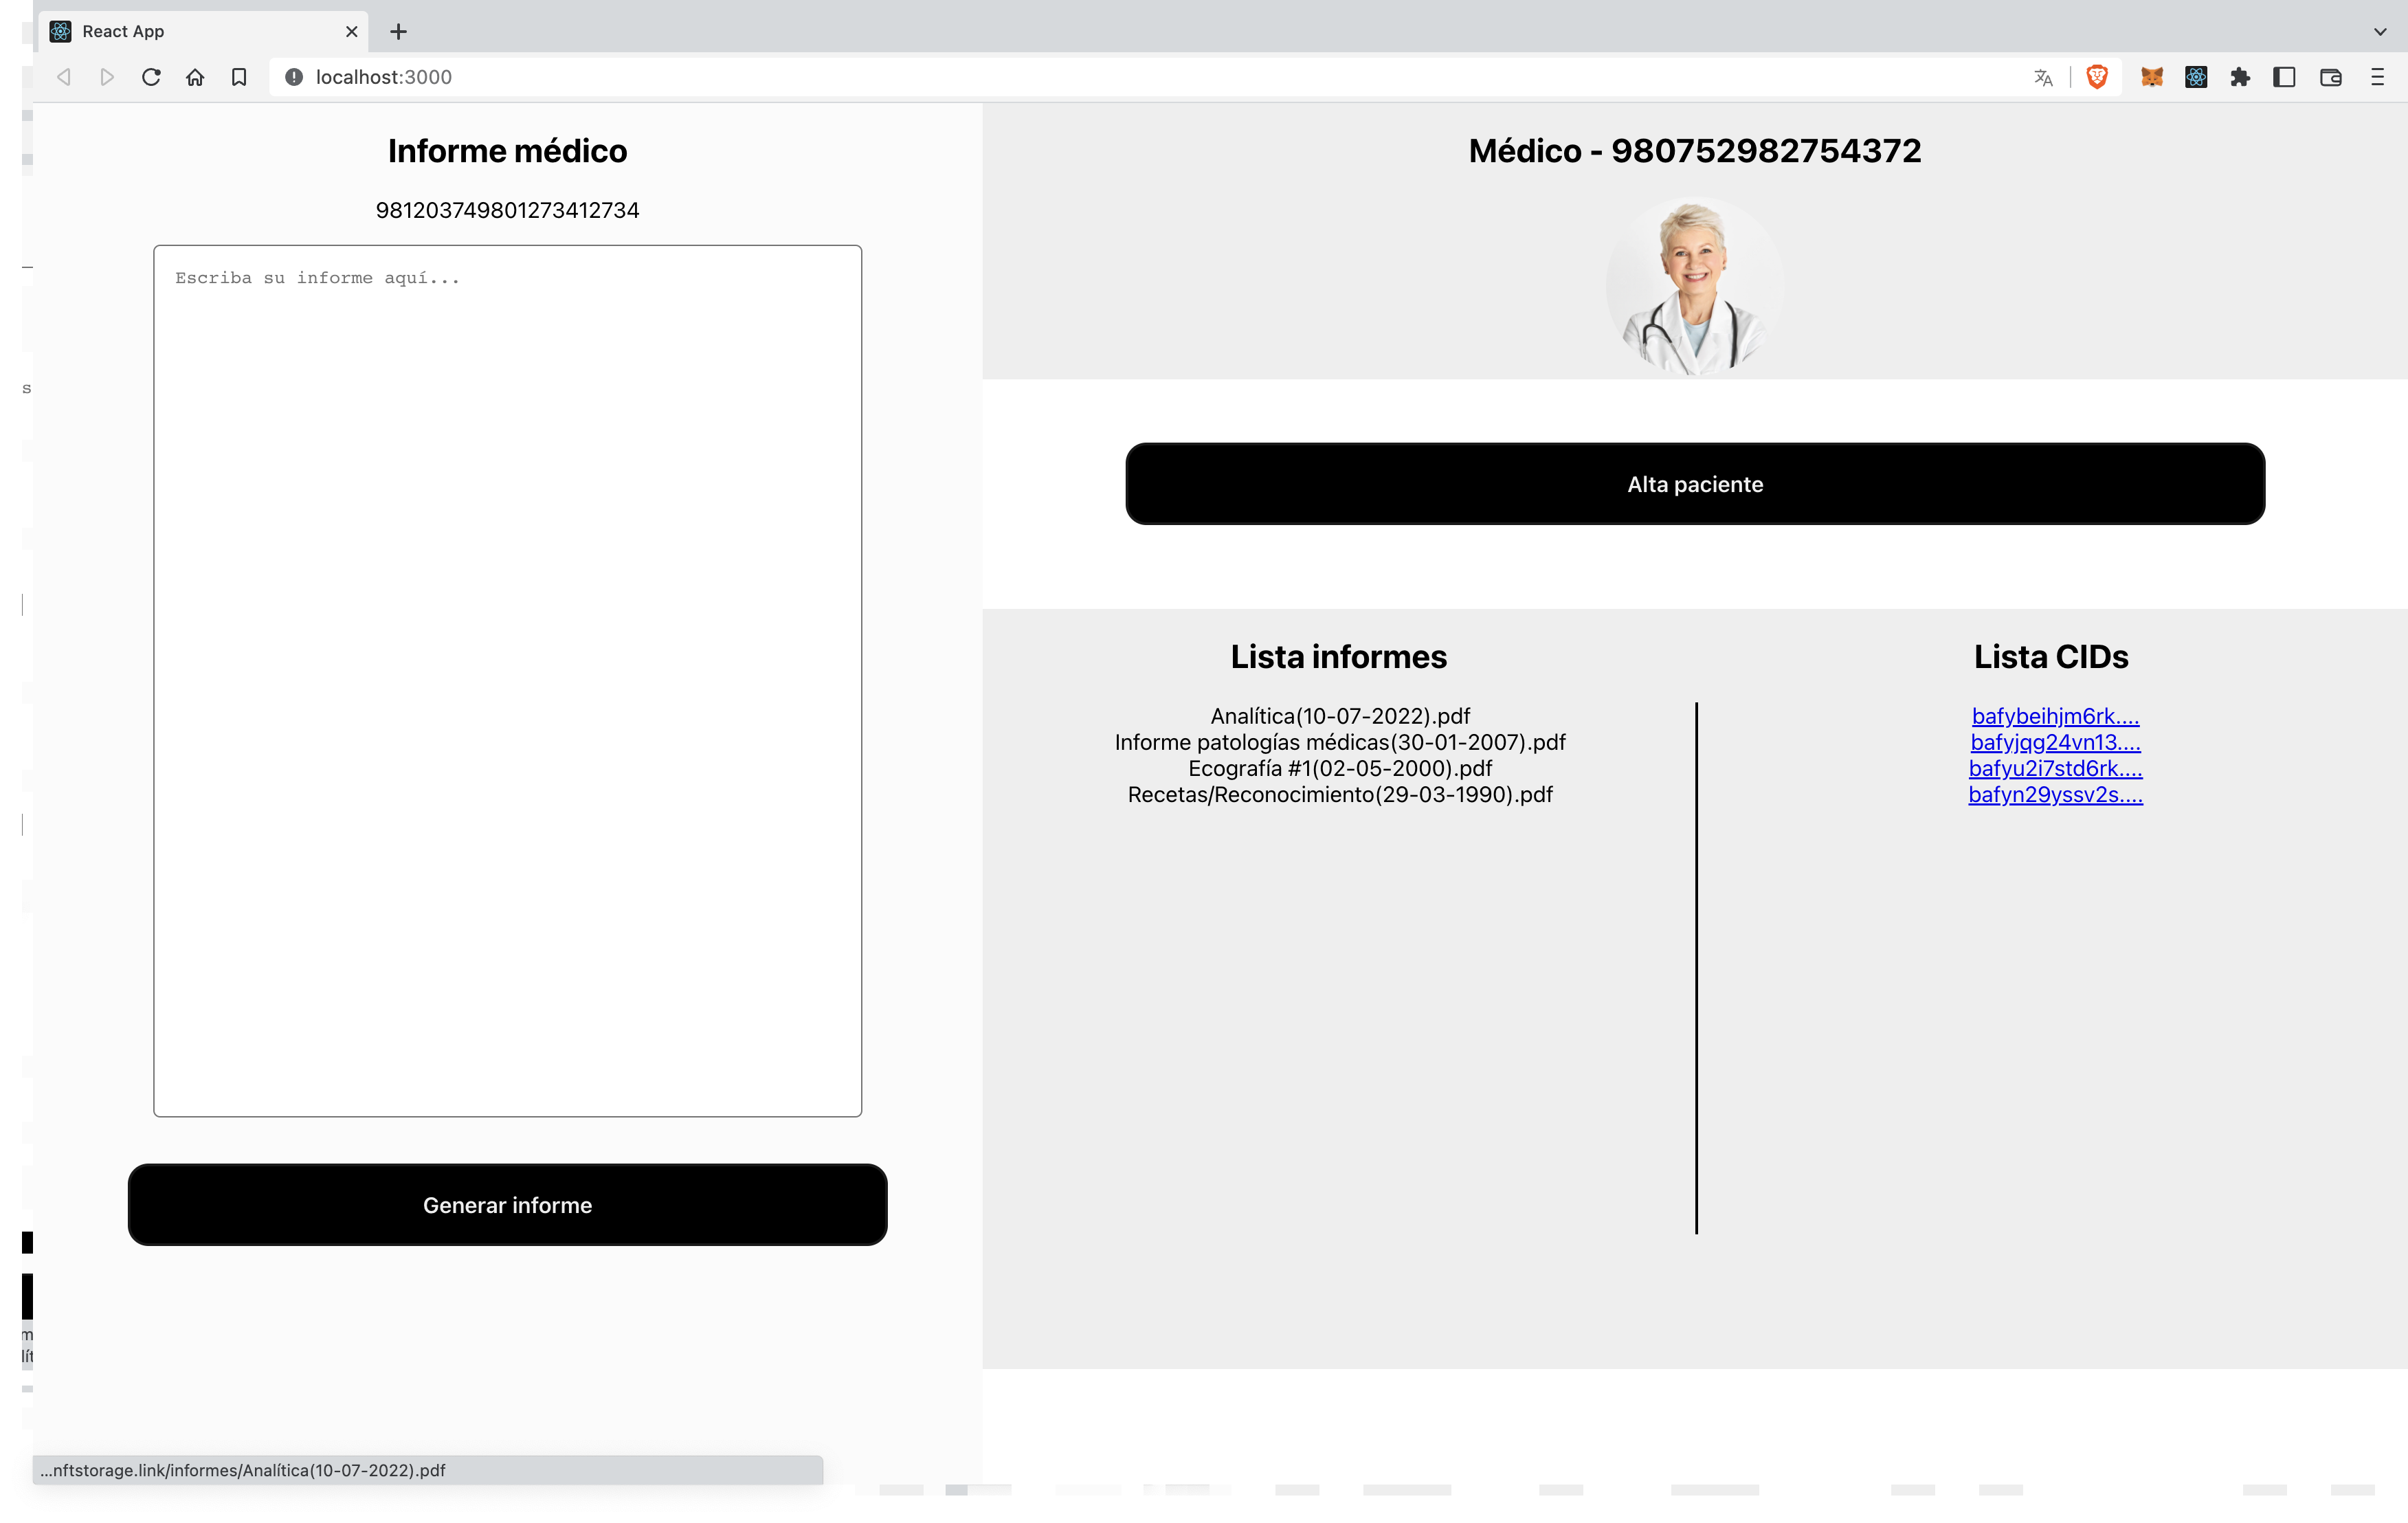 React App
localhost:3000
Informe médico
981203749801273412734
Escriba su informe aquí...
Generar informe
Médico - 980752982754372
Alta paciente
Lista informes
Analítica(10-07-2022).pdf
Informe patologías médicas(30-01-2007).pdf
Ecografía #1(02-05-2000).pdf
Recetas/Reconocimiento(29-03-1990).pdf
Lista CIDs
bafybeihjm6rk....
bafyjqg24vn13....
bafyu2i7std6rk....
bafyn29yssv2s....
...nftstorage.link/informes/Analítica(10-07-2022).pdf